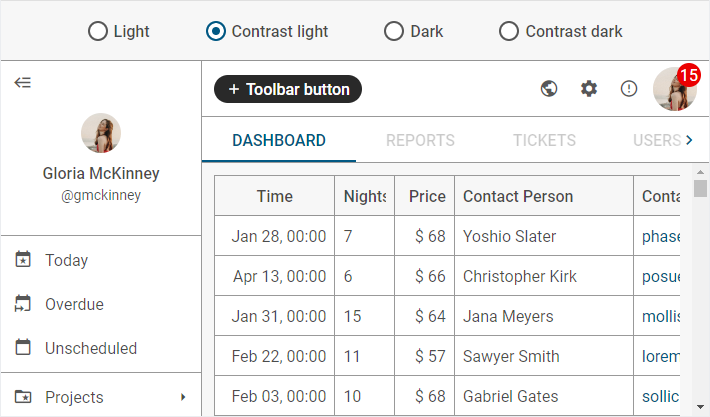 Light Contrast light Dark Contrast dark
Toolbar button 15
Gloria McKinney
@gmckinney
Today
Overdue
Unscheduled
Projects
DASHBOARD REPORTS TICKETS USERS
Time Nights Price Contact Person Conta
Jan 28, 00:00 7 $ 68 Yoshio Slater phase
Apr 13, 00:00 6 $ 66 Christopher Kirk posue
Jan 31, 00:00 15 $ 64 Jana Meyers mollis
Feb 22, 00:00 11 $ 57 Sawyer Smith lorem
Feb 03, 00:00 10 $ 68 Gabriel Gates sollic